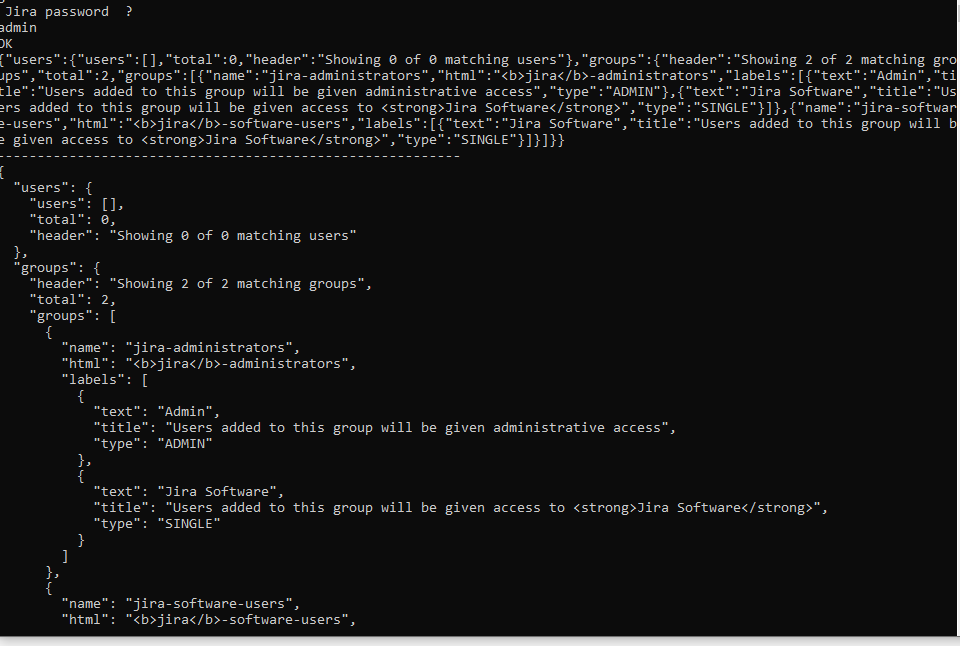 Jira password  ?
admin
OK
{"users":{"users":[],"total":0,"header":"Showing 0 of 0 matching users"},"groups":{"header":"Showing 2 of 2 matching gro
ups","total":2,"groups":[{"name":"jira-administrators","html":"<b>jira</b>-administrators","labels":[{"text":"Admin","ti
tle":"Users added to this group will be given administrative access","type":"ADMIN"},{"text":"Jira Software","title":"Us
ers added to this group will be given access to <strong>Jira Software</strong>","type":"SINGLE"}]},{"name":"jira-softwar
e-users","html":"<b>jira</b>-software-users","labels":[{"text":"Jira Software","title":"Users added to this group will b
e given access to <strong>Jira Software</strong>","type":"SINGLE"}]}]}}
----------------------------------------------------------
{
  "users": {
    "users": [],
    "total": 0,
    "header": "Showing 0 of 0 matching users"
  },
  "groups": {
    "header": "Showing 2 of 2 matching groups",
    "total": 2,
    "groups": [
      {
        "name": "jira-administrators",
        "html": "<b>jira</b>-administrators",
        "labels": [
          {
            "text": "Admin",
            "title": "Users added to this group will be given administrative access",
            "type": "ADMIN"
          },
          {
            "text": "Jira Software",
            "title": "Users added to this group will be given access to <strong>Jira Software</strong>",
            "type": "SINGLE"
          }
        ]
      },
      {
        "name": "jira-software-users",
        "html": "<b>jira</b>-software-users",